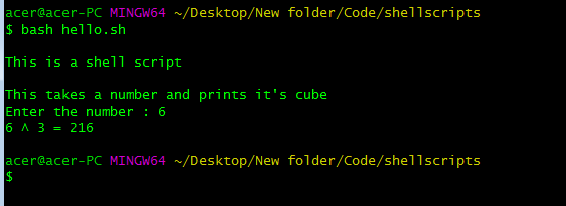 acer@acer-PC MINGW64 ~/Desktop/New folder/Code/shellscripts
$ bash hello.sh
This is a shell script
This takes a number and prints it's cube
Enter the number : 6
6 ^ 3 = 216
acer@acer-PC MINGW64 ~/Desktop/New folder/Code/shellscripts
$